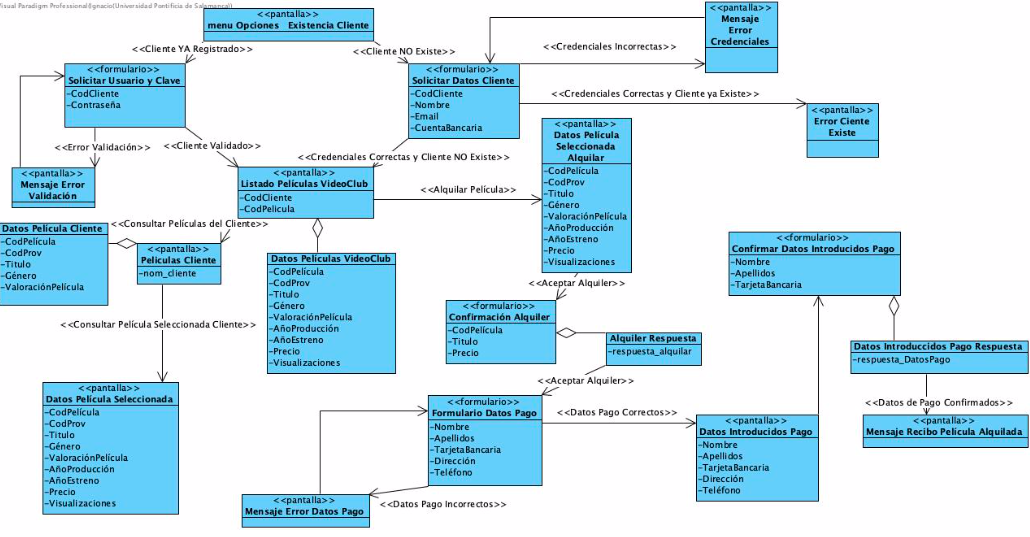 Visual Paradigm Professional(Ignacio(Universidad Pontificia de Salamanca))
<<pantalla>>
menu Opciones Existencia Cliente
<<pantalla>>
Mensaje
Error
Credenciales
<<Cliente YA Registrado>>
<<Cliente NO Existe>>
<<Credenciales Incorrectas>>
<<formulario>>
Solicitar Usuario y Clave
-CodCliente
-Contraseña
<<formulario>>
Solicitar Datos Cliente
-CodCliente
-Nombre
-Email
-CuentaBancaria
<<Credenciales Correctas y Cliente ya Existe>>
<<pantalla>>
Error Ciente
Existe
<<Error Validación>>
<<Cliente Validado>>
<<Credenciales Correctas y Cliente NO Existe>>
<<pantalla>>
Mensaje Error
Validación
<<pantalla>>
Listado Películas VideoClub
-CodCliente
-CodPelicula
<<Alquilar Película>>
<<pantalla>>
Datos Película
Seleccionada
Alquilar
-CodPelícula
-CodProv
-Titulo
-Género
-ValoraciónPelícula
-AñoProducción
-AñoEstreno
-Precio
-Visualizaciones
<<Consultar Películas del Cliente>>
Datos Pelicula Cliente
-CodPelícula
-CodProv
-Titulo
-Género
-ValoraciónPelícula
<<pantalla>>
Peliculas Cliente
-nom_cliente
Datos Películas VideoClub
-CodPelícula
-CodProv
-Titulo
-Género
-ValoraciónPelícula
-AñoProducción
-AñoEstreno
-Precio
-Visualizaciones
<<formulario>>
Confirmar Datos Introducidos Pago
-Nombre
-Apellidos
-TarjetaBancaria
<<Aceptar Alquiler>>
<<formulario>>
Confirmación Alquiler
-CodPelícula
-Titulo
-Precio
Alquiler Respuesta
-respuesta_alquilar
<<Consultar Película Seleccionada Cliente>>
Datos Introduccidos Pago Respuesta
-respuesta_DatosPago
<<Aceptar Alquiler>>
<<Datos de Pago Confirmados>>
<<pantalla>>
Datos Película Seleccionada
-CodPelícula
-CodProv
-Titulo
-Género
-ValoraciónPelícula
-AñoProducción
-AñoEstreno
-Precio
-Visualizaciones
<<formulario>>
Formulario Datos Pago
-Nombre
-Apellidos
-TarjetaBancaria
-Dirección
-Teléfono
<<Datos Pago Correctos>>
<<pantalla>>
Datos Introducidos Pago
-Nombre
-Apellidos
-TarjetaBancaria
-Dirección
-Teléfono
<<pantalla>>
Mensaje Recibo Película Alquilada
<<pantalla>>
Mensaje Error Datos Pago
<<Datos Pago Incorrectos>>